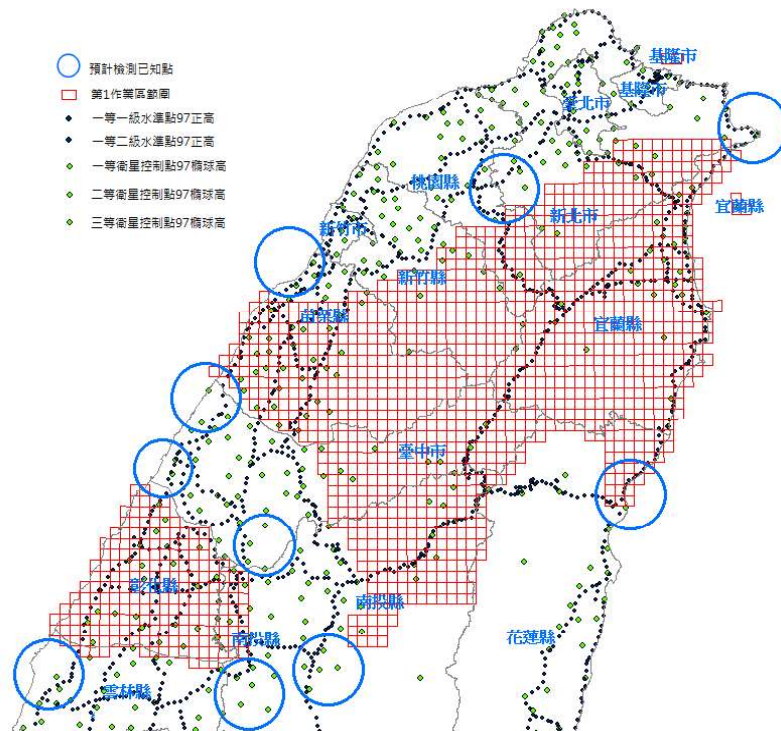 預計檢測已知點
第1作業區範圍
一等一級水準點97正高
一等二級水準點97正高
一等衛星控制點97橢球高
二等衛星控制點97橢球高
三等衛星控制點97橢球高
基隆市
基隆市
臺北市
桃園縣
宜蘭縣
新北市
新竹市
新竹縣
苗栗縣
宜蘭縣
臺中市
彰化縣
南投縣
南投縣
花蓮縣
雲林縣